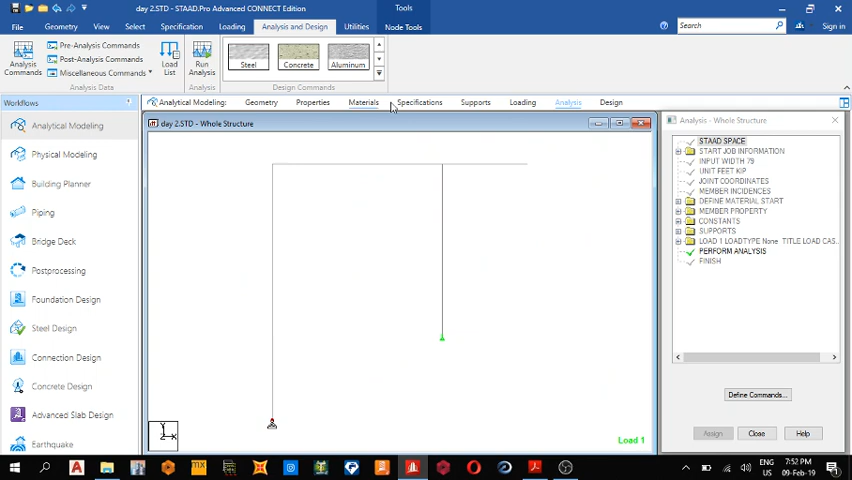 day 2.STD - STAAD.Pro Advanced CONNECT Edition
Tools
File
Geometry
View
Select
Specification
Loading
Analysis and Design
Utilities
Node Tools
Search
Sign in
Analysis Commands
Pre-Analysis Commands
Post-Analysis Commands
Miscellaneous Commands
Load List
Run Analysis
Steel
Concrete
Aluminum
Analysis Data
Analysis
Design Commands
Workflows
Analytical Modeling:
Geometry
Properties
Materials
Specifications
Supports
Loading
Analysis
Design
Analytical Modeling
Physical Modeling
Building Planner
Piping
Bridge Deck
Postprocessing
Foundation Design
Steel Design
Connection Design
Concrete Design
Advanced Slab Design
Earthquake
day 2.STD - Whole Structure
Y
X
Load 1
Analysis - Whole Structure
STAAD SPACE
START JOB INFORMATION
INPUT WIDTH 79
UNIT FEET KIP
JOINT COORDINATES
MEMBER INCIDENCES
DEFINE MATERIAL START
MEMBER PROPERTY
CONSTANTS
SUPPORTS
LOAD 1 LOADTYPE None TITLE LOAD CAS...
PERFORM ANALYSIS
FINISH
Define Commands...
Assign
Close
Help
ENG
US
7:52 PM
09-Feb-19